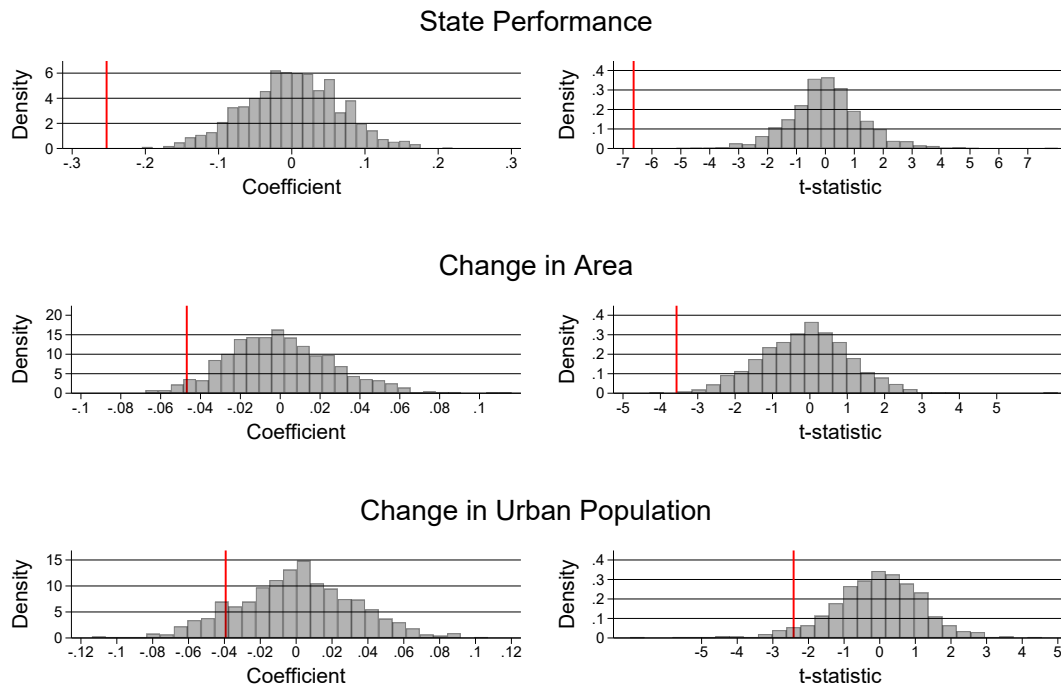 State Performance
Density
6
4
2
0
-.3 -.2 -.1 0 .1 .2 .3
Coefficient
Density
.4
.3
.2
.1
0
-7 -6 -5 -4 -3 -2 -1 0 1 2 3 4 5 6 7
t-statistic
Change in Area
Density
20
15
10
5
0
-.1 -.08 -.06 -.04 -.02 0 .02 .04 .06 .08 .1
Coefficient
Density
.4
.3
.2
.1
0
-5 -4 -3 -2 -1 0 1 2 3 4 5
t-statistic
Change in Urban Population
Density
15
10
5
0
-.12 -.1 -.08 -.06 -.04 -.02 0 .02 .04 .06 .08 .1 .12
Coefficient
Density
.4
.3
.2
.1
0
-5 -4 -3 -2 -1 0 1 2 3 4 5
t-statistic